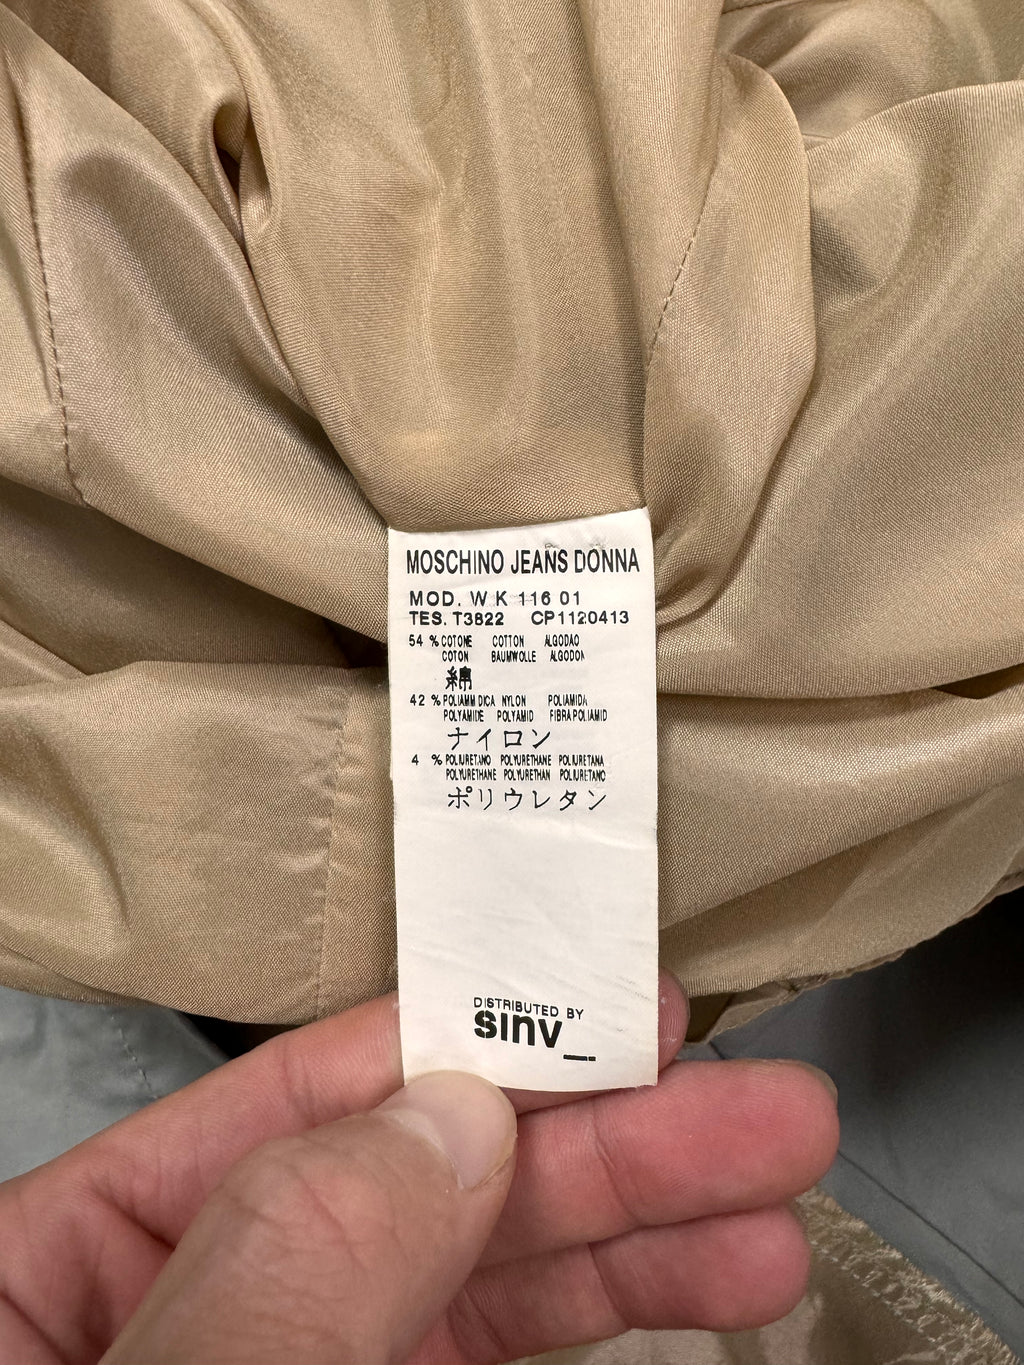 MOSCHINO JEANS DONNA
MOD. W K 116 01
TES. T3822 CP1120413
54 % COTONE COTTON ALGODAO
COTON BAUMWOLLE ALGODON
綿
42 % POLIAMMIDICA NYLON POLIAMIDA
POLYAMIDE POLYAMID FIBRA POLIAMID
ナイロン
4 % POLIURETANO POLYURETHANE POLIURETANA
POLYURETHANE POLYURETHAN POLIURETANO
ポリウレタン
DISTRIBUTED BY
sınv_